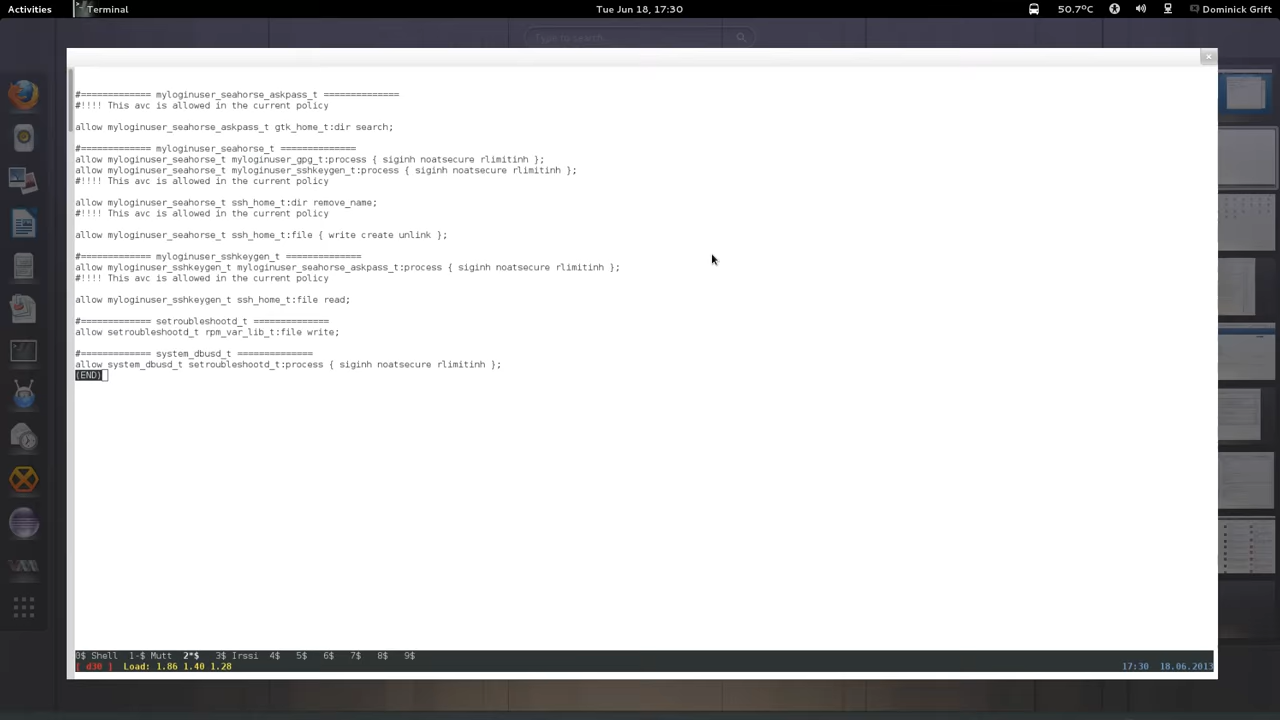 Activities Terminal Tue Jun 18, 17:30 50.7°C Dominick Grift
Type to search...
#============= myloginuser_seahorse_askpass_t ==============
#!!!! This avc is allowed in the current policy
allow myloginuser_seahorse_askpass_t gtk_home_t:dir search;
#============= myloginuser_seahorse_t ==============
allow myloginuser_seahorse_t myloginuser_gpg_t:process { siginh noatsecure rlimitinh };
allow myloginuser_seahorse_t myloginuser_sshkeygen_t:process { siginh noatsecure rlimitinh };
#!!!! This avc is allowed in the current policy
allow myloginuser_seahorse_t ssh_home_t:dir remove_name;
#!!!! This avc is allowed in the current policy
allow myloginuser_seahorse_t ssh_home_t:file { write create unlink };
#============= myloginuser_sshkeygen_t ==============
allow myloginuser_sshkeygen_t myloginuser_seahorse_askpass_t:process { siginh noatsecure rlimitinh };
#!!!! This avc is allowed in the current policy
allow myloginuser_sshkeygen_t ssh_home_t:file read;
#============= setroubleshootd_t ==============
allow setroubleshootd_t rpm_var_lib_t:file write;
#============= system_dbusd_t ==============
allow system_dbusd_t setroubleshootd_t:process { siginh noatsecure rlimitinh };
(END)
0$ Shell 1-$ Mutt 2*$ 3$ Irssi 4$ 5$ 6$ 7$ 8$ 9$
[ d30 ] Load: 1.86 1.40 1.28 17:30 18.06.2013